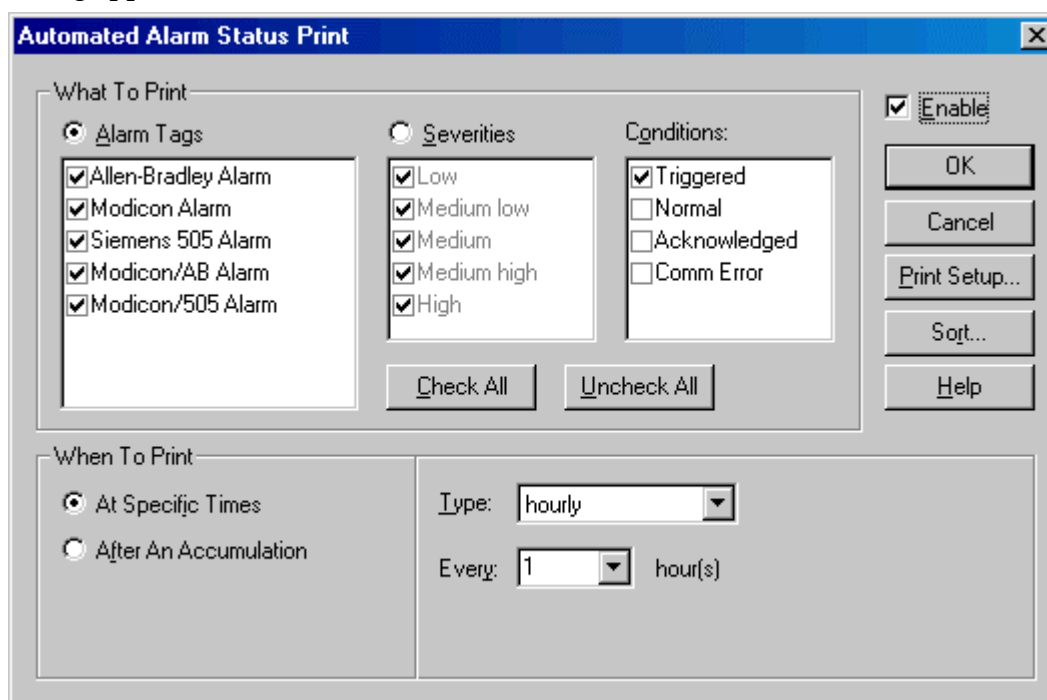 Automated Alarm Status Print
What To Print
Alarm Tags
Allen-Bradley Alarm
Modicon Alarm
Siemens 505 Alarm
Modicon/AB Alarm
Modicon/505 Alarm
Severities
Low
Medium low
Medium
Medium high
High
Conditions:
Triggered
Normal
Acknowledged
Comm Error
Check All
Uncheck All
Enable
OK
Cancel
Print Setup...
Sort...
Help
When To Print
At Specific Times
After An Accumulation
Type: hourly
Every: 1 hour(s)